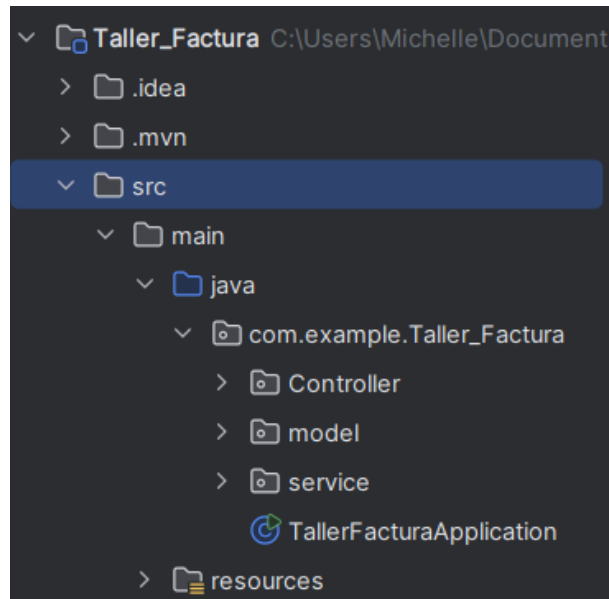 Taller_Factura C:\Users\Michelle\Document
.idea
.mvn
src
main
java
com.example.Taller_Factura
Controller
model
service
TallerFacturaApplication
resources